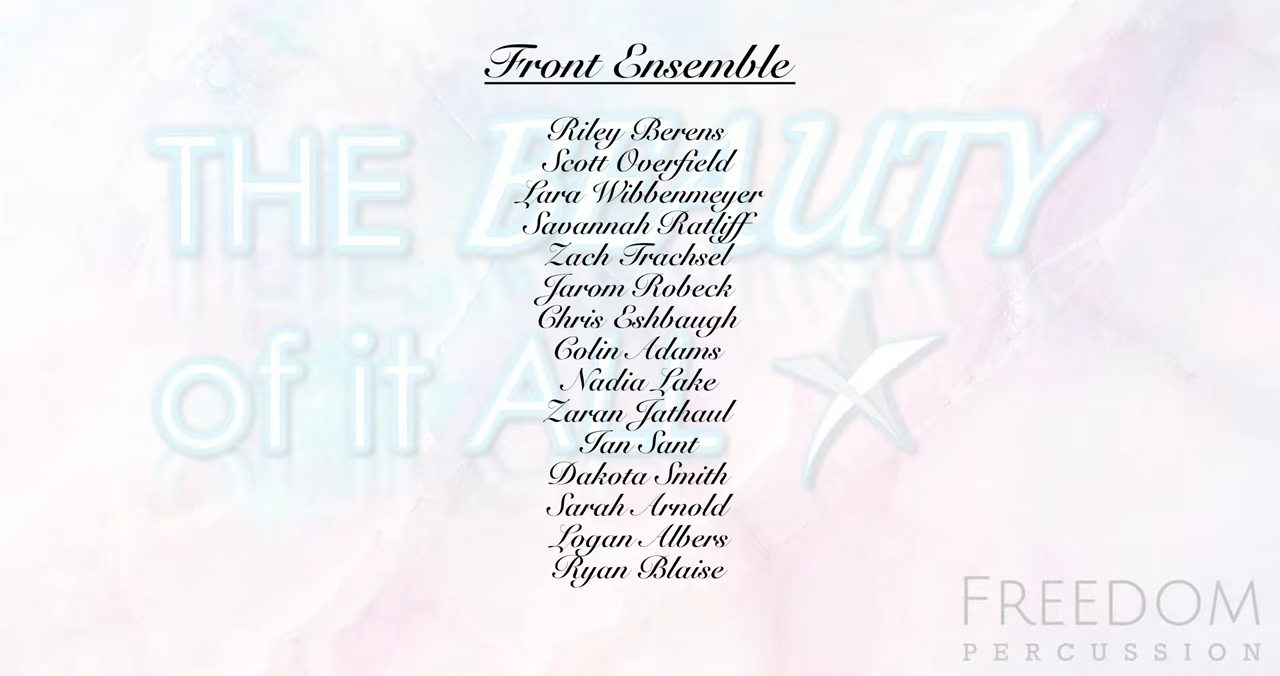 Front Ensemble
THE BEAUTY
of it ALL
Riley Berens
Scott Overfield
Lara Wibbenmeyer
Savannah Ratliff
Zach Trachsel
Jarom Robeck
Chris Eshbaugh
Colin Adams
Nadia Lake
Zaran Jathaul
Ian Sant
Dakota Smith
Sarah Arnold
Logan Albers
Ryan Blaise
FREEDOM
PERCUSSION